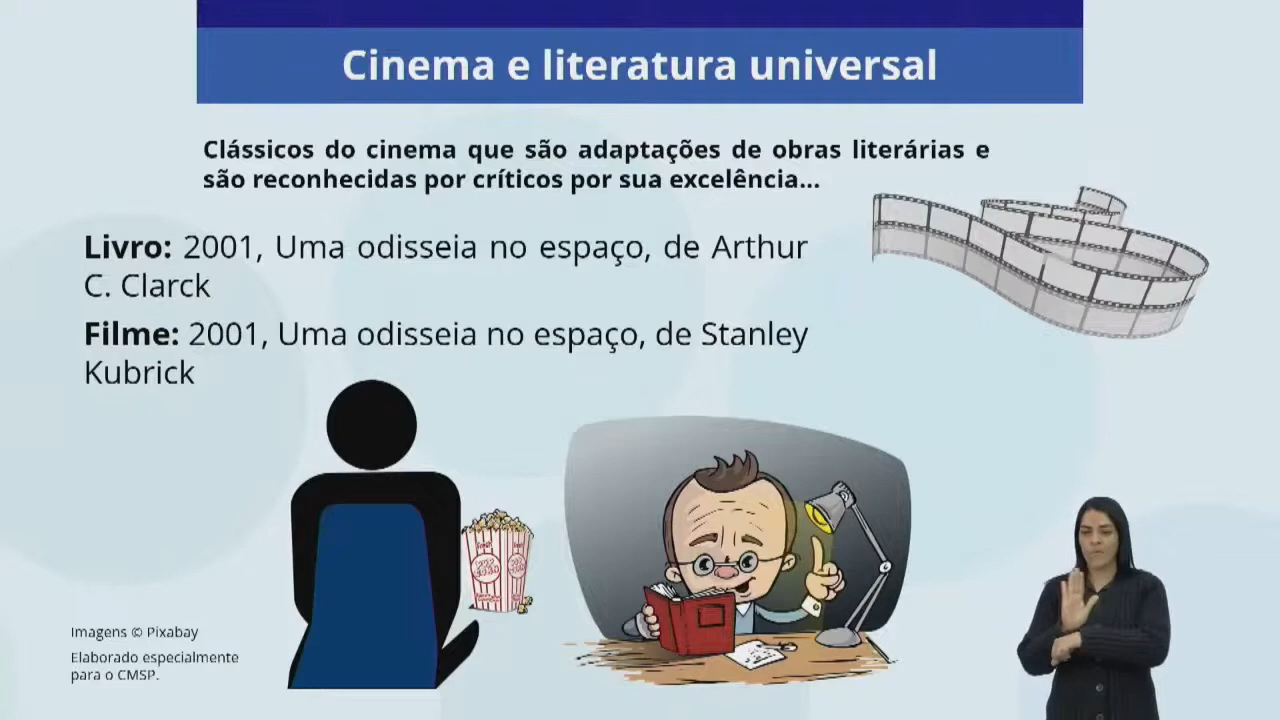 Cinema e literatura universal
Clássicos do cinema que são adaptações de obras literárias e
são reconhecidas por críticos por sua excelência...
Livro: 2001, Uma odisseia no espaço, de Arthur
C. Clarck
Filme: 2001, Uma odisseia no espaço, de Stanley
Kubrick
Imagens © Pixabay
Elaborado especialmente
para o CMSP.